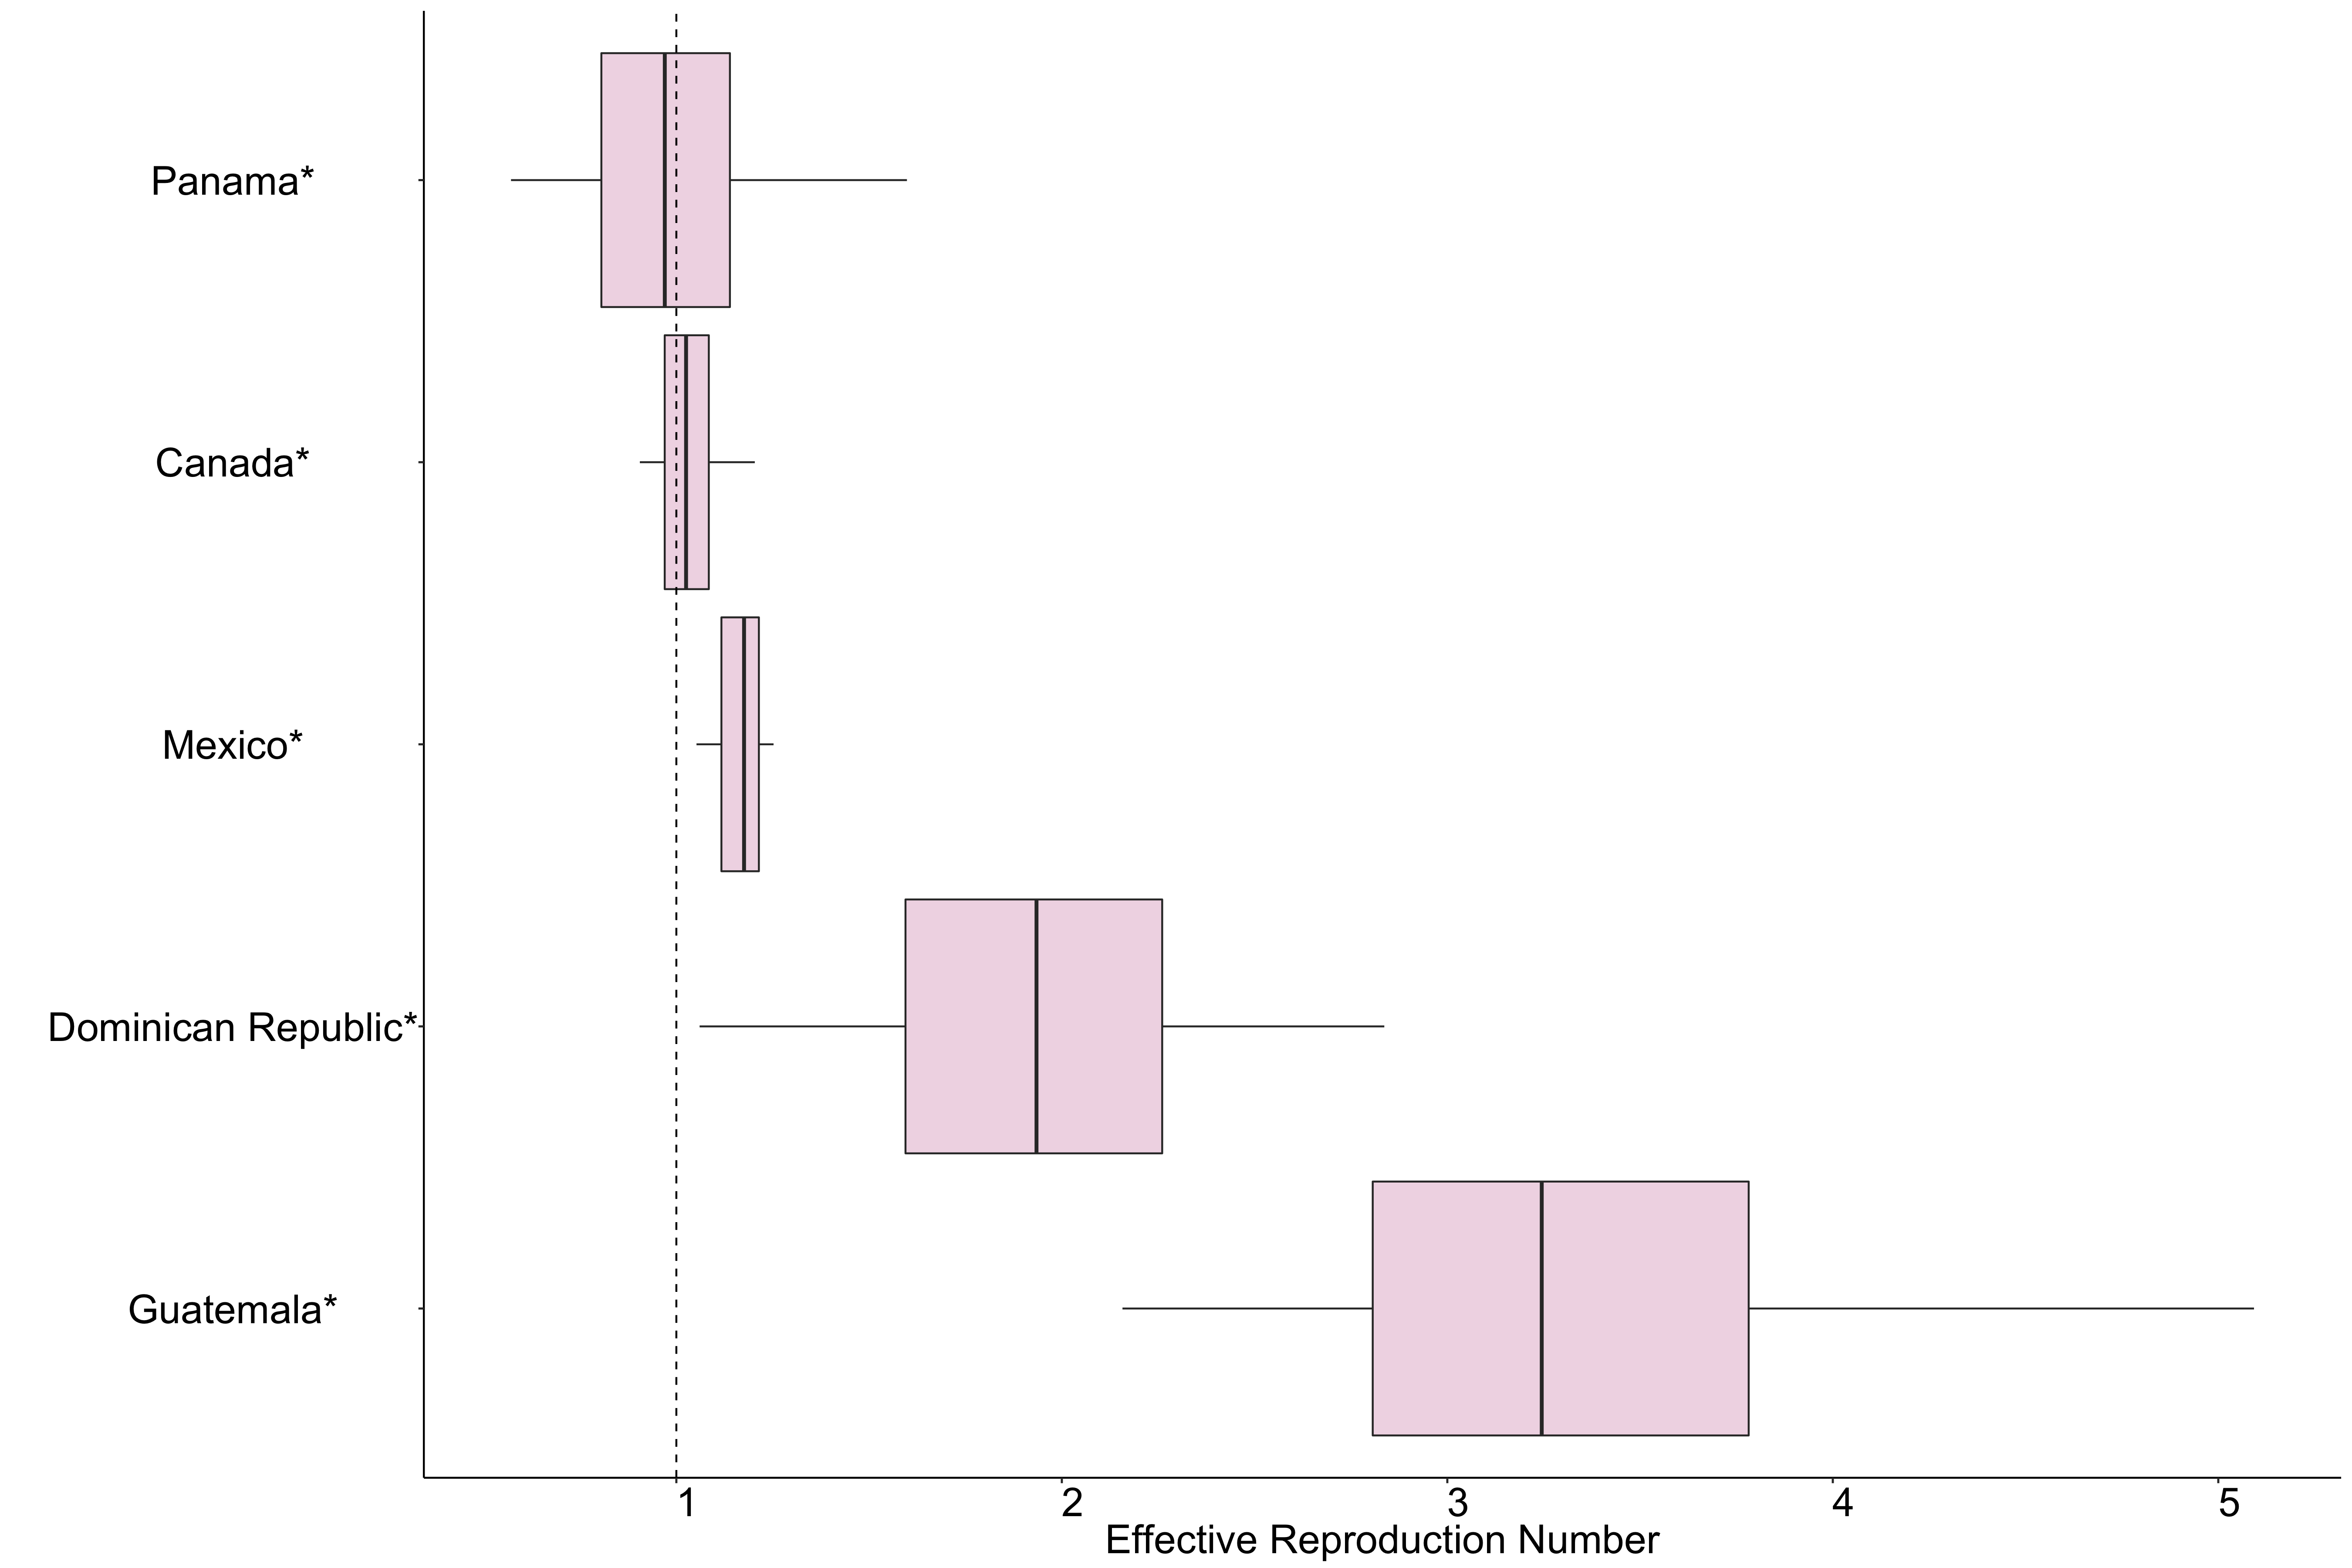 Panama*
Canada*
Mexico*
Dominican Republic*
Guatemala*
1 2 3 4 5
Effective Reproduction Number